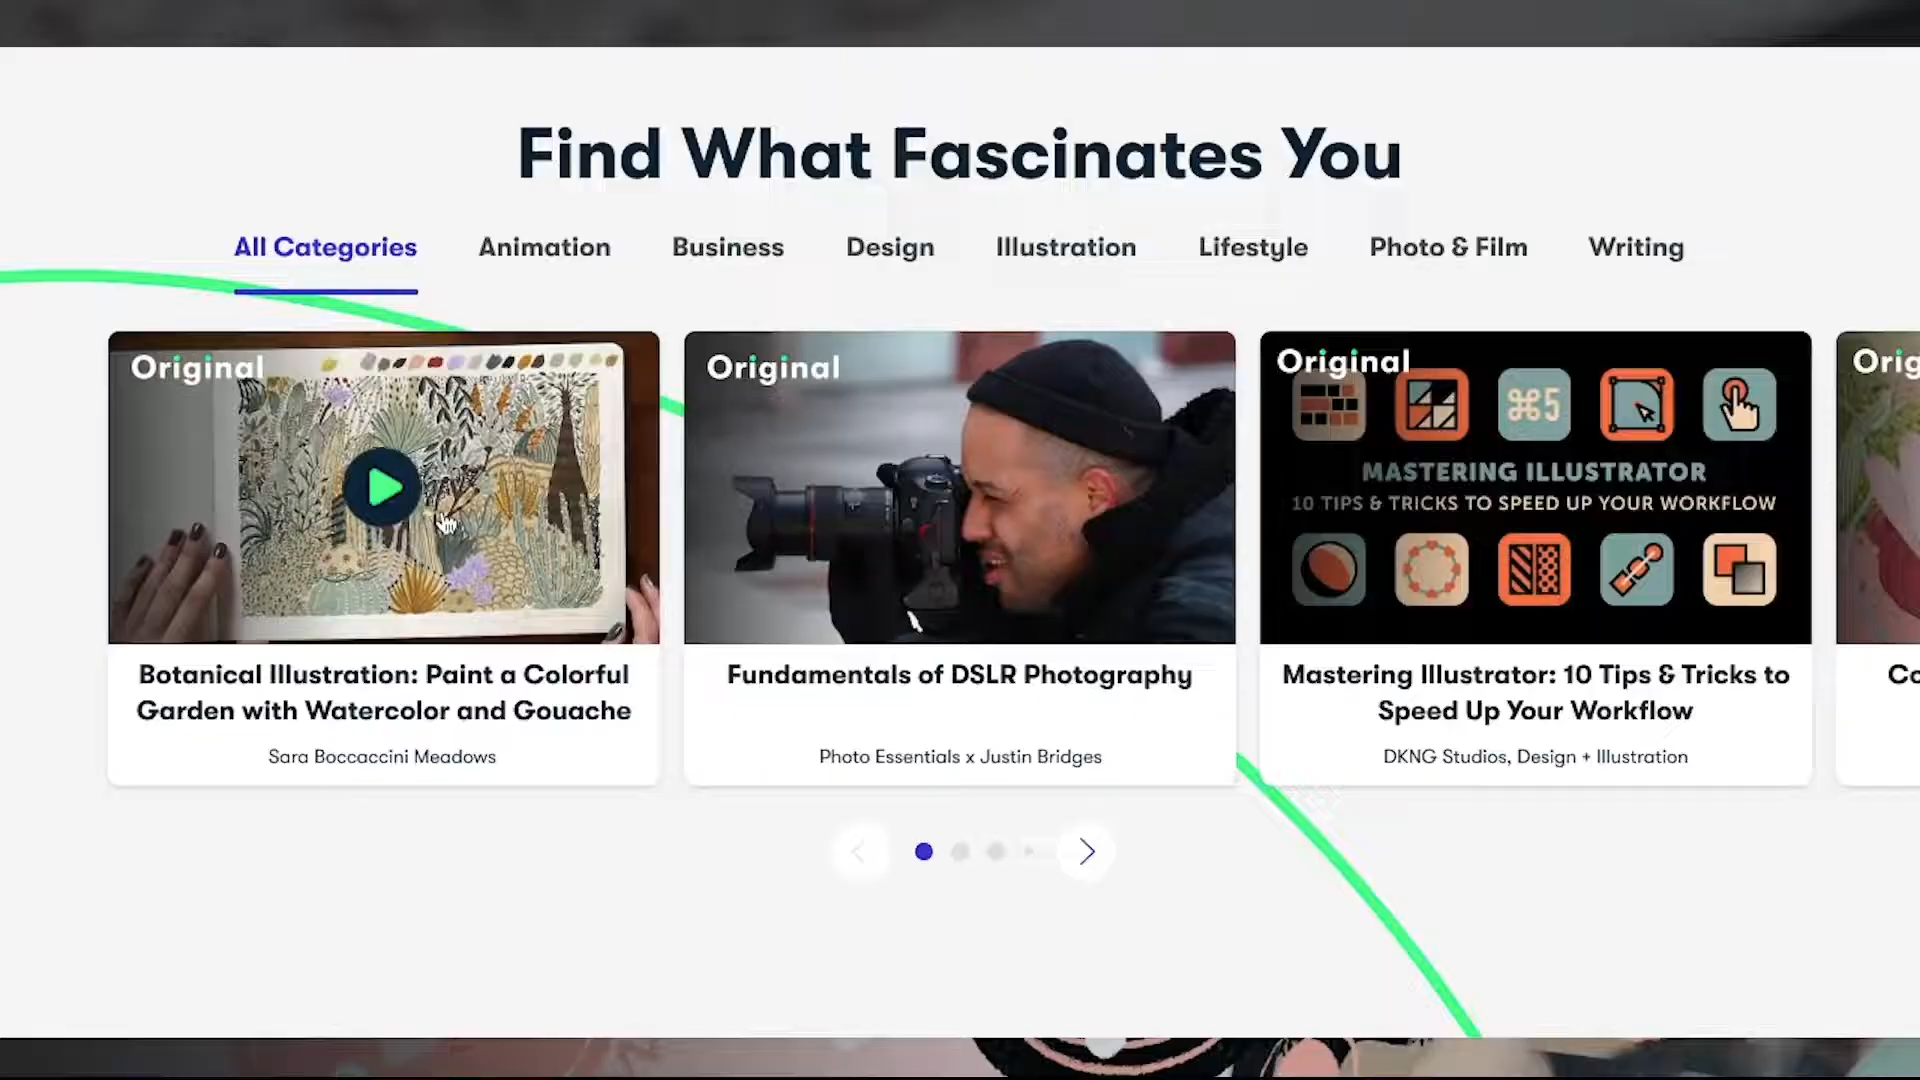 Find What Fascinates You
All Categories Animation Business Design Illustration Lifestyle Photo & Film Writing
Original
Original
Original
⌘5
MASTERING ILLUSTRATOR
10 TIPS & TRICKS TO SPEED UP YOUR WORKFLOW
Orig
Botanical Illustration: Paint a Colorful
Garden with Watercolor and Gouache
Sara Boccaccini Meadows
Fundamentals of DSLR Photography
Photo Essentials x Justin Bridges
Mastering Illustrator: 10 Tips & Tricks to
Speed Up Your Workflow
DKNG Studios, Design + Illustration
Co